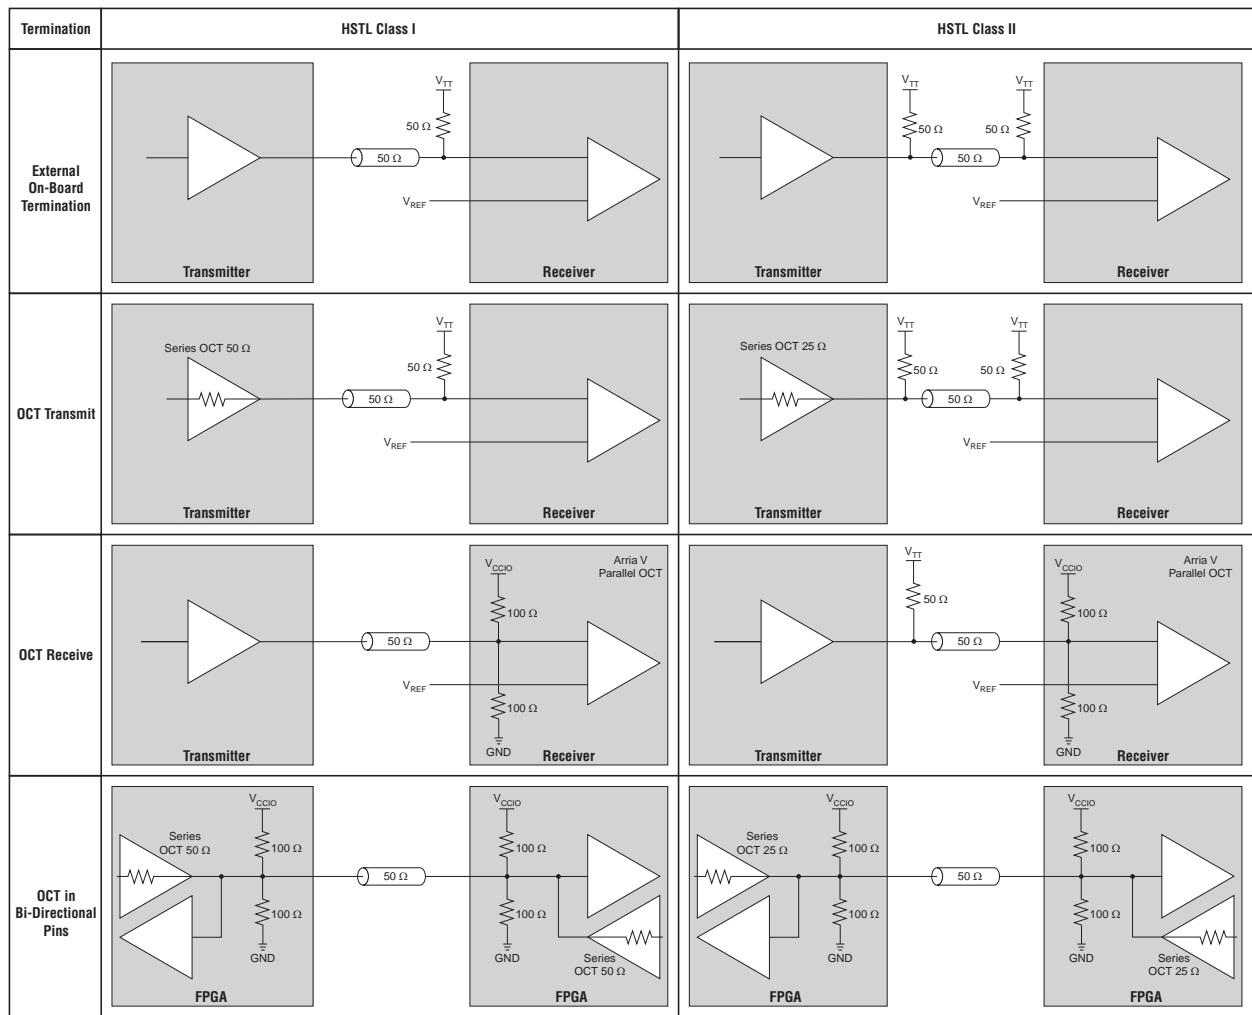 Termination
HSTL Class I
HSTL Class II
External
On-Board
Termination
VTT
50 Ω
50 Ω
VREF
Transmitter
Receiver
VTT
VTT
50 Ω
50 Ω
50 Ω
VREF
Transmitter
Receiver
OCT Transmit
Series OCT 50 Ω
VTT
50 Ω
50 Ω
VREF
Transmitter
Receiver
Series OCT 25 Ω
VTT
VTT
50 Ω
50 Ω
50 Ω
VREF
Transmitter
Receiver
OCT Receive
VCCIO
Arria V
Parallel OCT
100 Ω
50 Ω
VREF
100 Ω
GND
Transmitter
Receiver
VTT
50 Ω
VCCIO
Arria V
Parallel OCT
100 Ω
50 Ω
VREF
100 Ω
GND
Transmitter
Receiver
OCT in
Bi-Directional
Pins
Series
OCT 50 Ω
VCCIO
100 Ω
100 Ω
GND
FPGA
50 Ω
VCCIO
100 Ω
100 Ω
GND
Series
OCT 50 Ω
FPGA
Series
OCT 25 Ω
VCCIO
100 Ω
100 Ω
GND
FPGA
50 Ω
VCCIO
100 Ω
100 Ω
GND
Series
OCT 25 Ω
FPGA